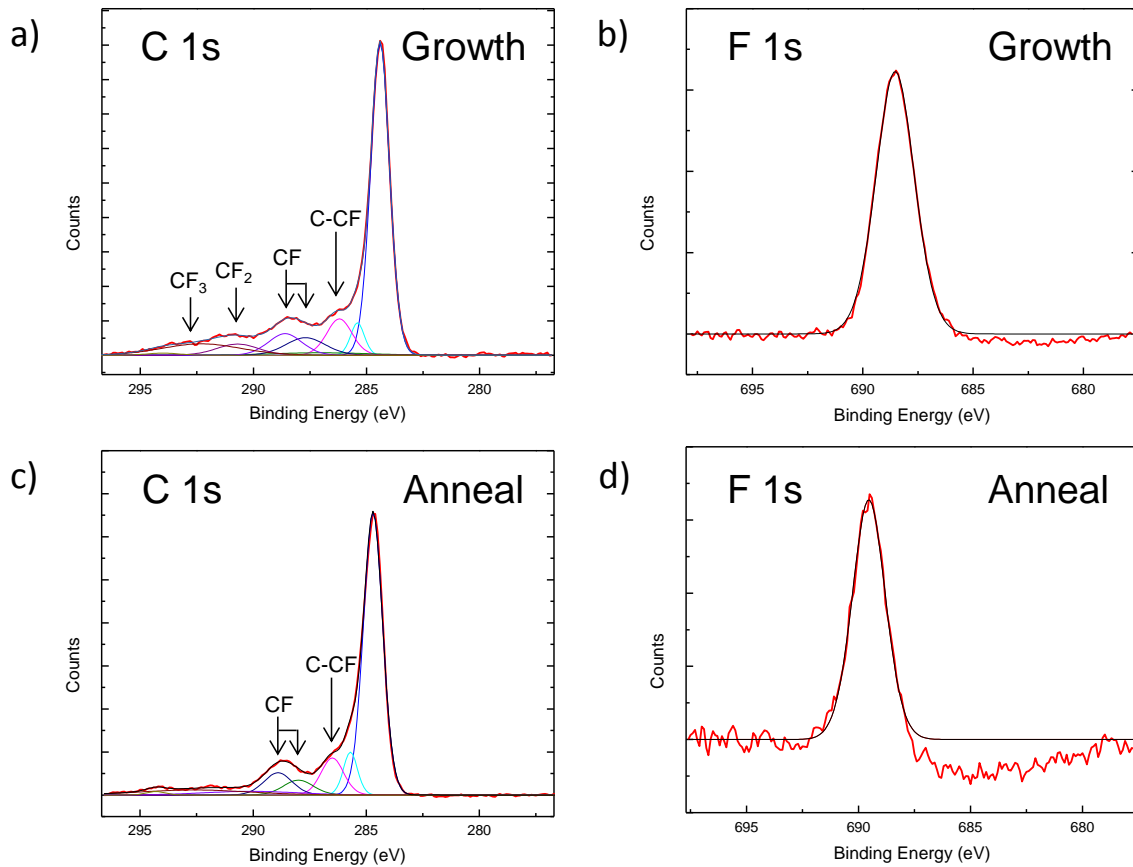 a)
C 1s Growth
C-CF
CF
CF₂
CF₃
Counts
295 290 285 280
Binding Energy (eV)
b)
F 1s Growth
Counts
695 690 685 680
Binding Energy (eV)
c)
C 1s Anneal
C-CF
CF
Counts
295 290 285 280
Binding Energy (eV)
d)
F 1s Anneal
Counts
695 690 685 680
Binding Energy (eV)